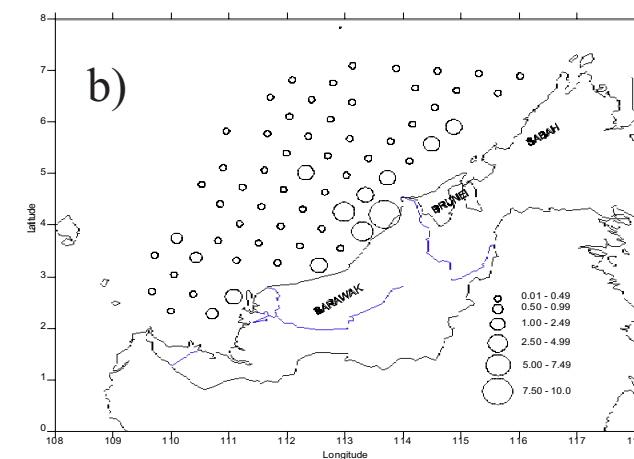 8
7
b)
6
SABAH
5
BRUNEI
Latitude
4
3
SARAWAK
0.01 - 0.49
0.50 - 0.99
2
1.00 - 2.49
2.50 - 4.99
1
5.00 - 7.49
7.50 - 10.0
0
108 109 110 111 112 113 114 115 116 117
Longitude